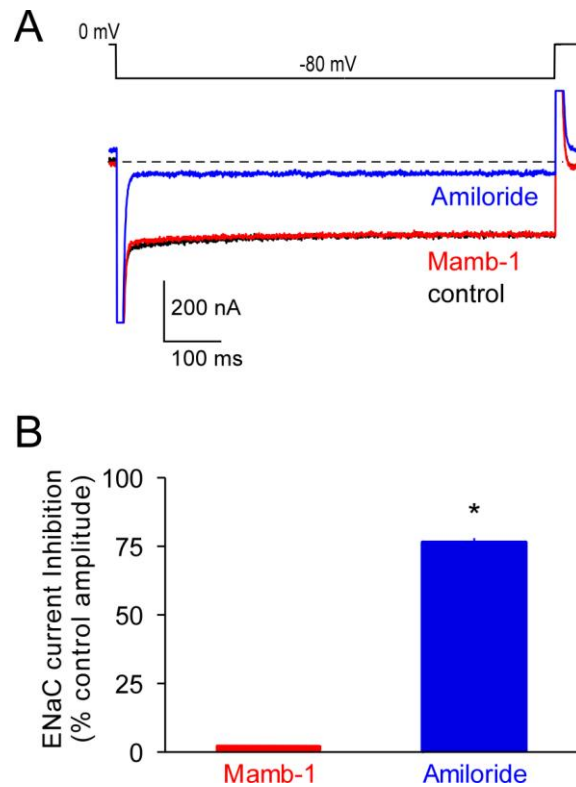 A
0 mV
-80 mV
Amiloride
Mamb-1
control
200 nA
100 ms
B
ENaC current Inhibition
(% control amplitude)
100
75
50
25
0
*
Mamb-1
Amiloride